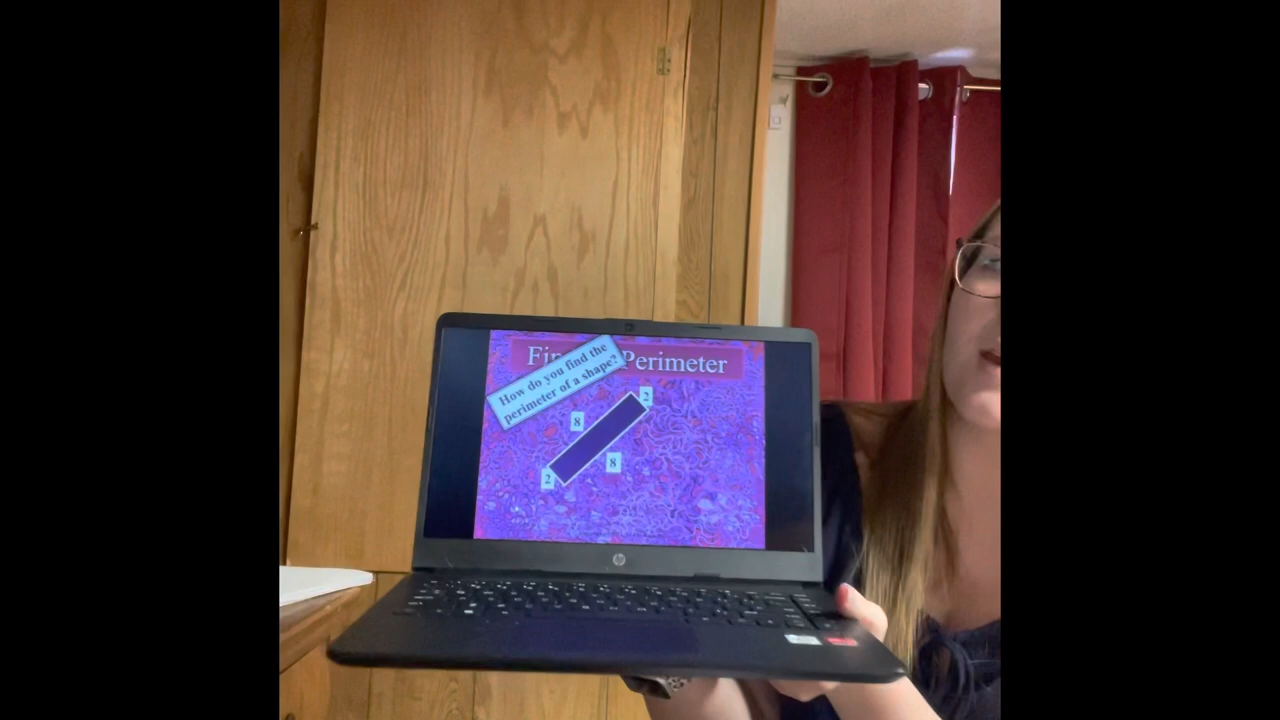 Perimeter
How do you find the
perimeter of a shape?
2
8
8
2
hp